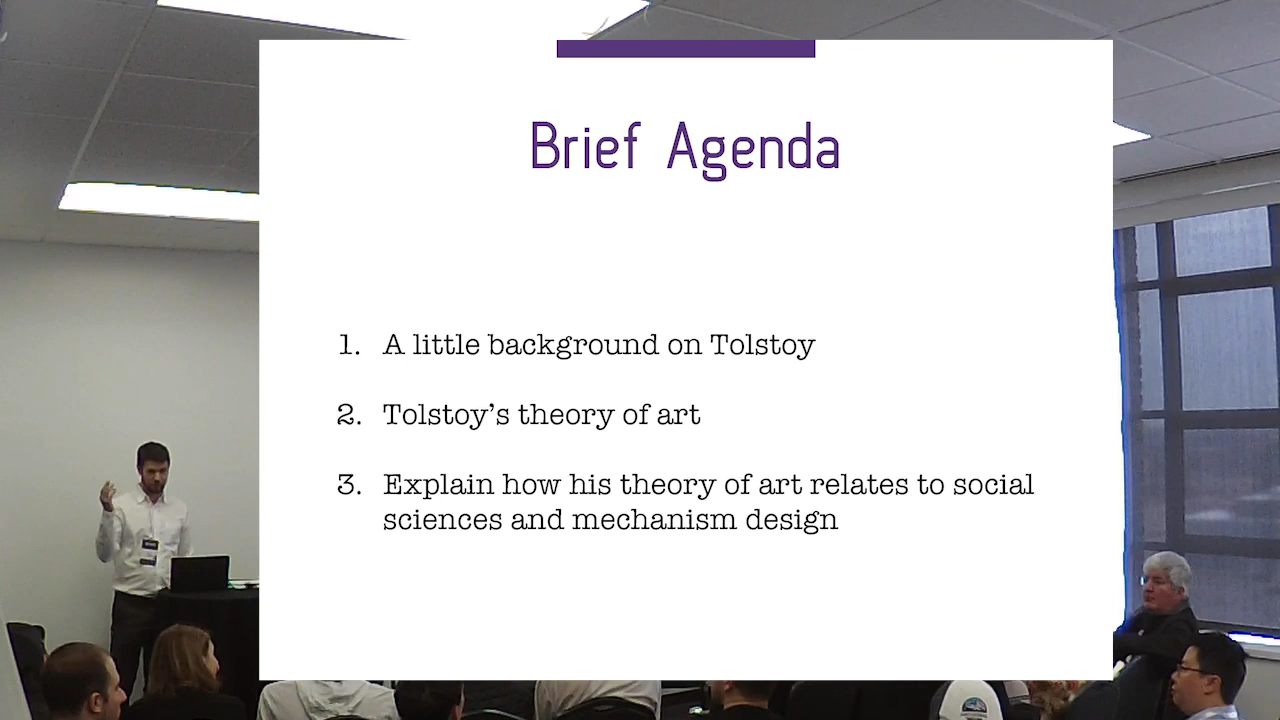 Brief Agenda
1. A little background on Tolstoy
2. Tolstoy’s theory of art
3. Explain how his theory of art relates to social
sciences and mechanism design